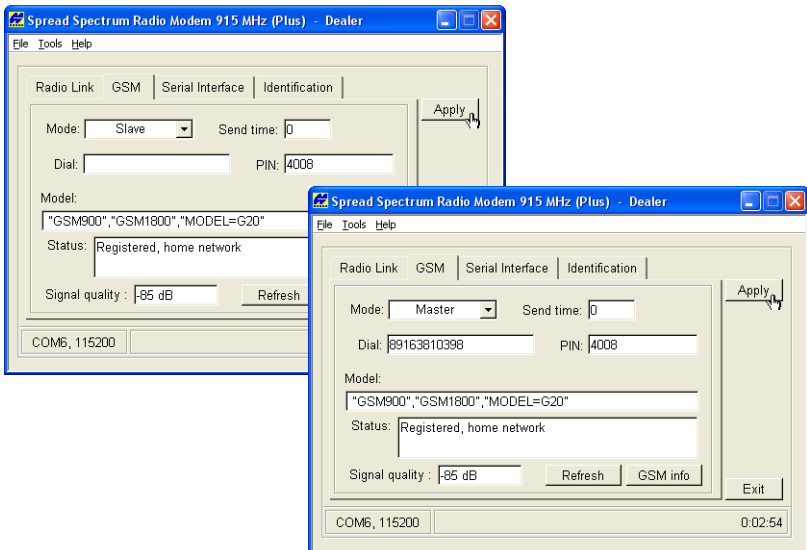 Spread Spectrum Radio Modem 915 MHz (Plus) - Dealer
File Tools Help
Radio Link GSM Serial Interface Identification
Apply
Mode: Slave Send time: 0
Dial: PIN: 4008
Model:
"GSM900","GSM1800","MODEL=G20"
Status: Registered, home network
Signal quality : -85 dB Refresh
COM6, 115200
Spread Spectrum Radio Modem 915 MHz (Plus) - Dealer
File Tools Help
Radio Link GSM Serial Interface Identification
Apply
Mode: Master Send time: 0
Dial: 89163810398 PIN: 4008
Model:
"GSM900","GSM1800","MODEL=G20"
Status: Registered, home network
Signal quality : -85 dB Refresh GSM info
Exit
COM6, 115200 0:02:54